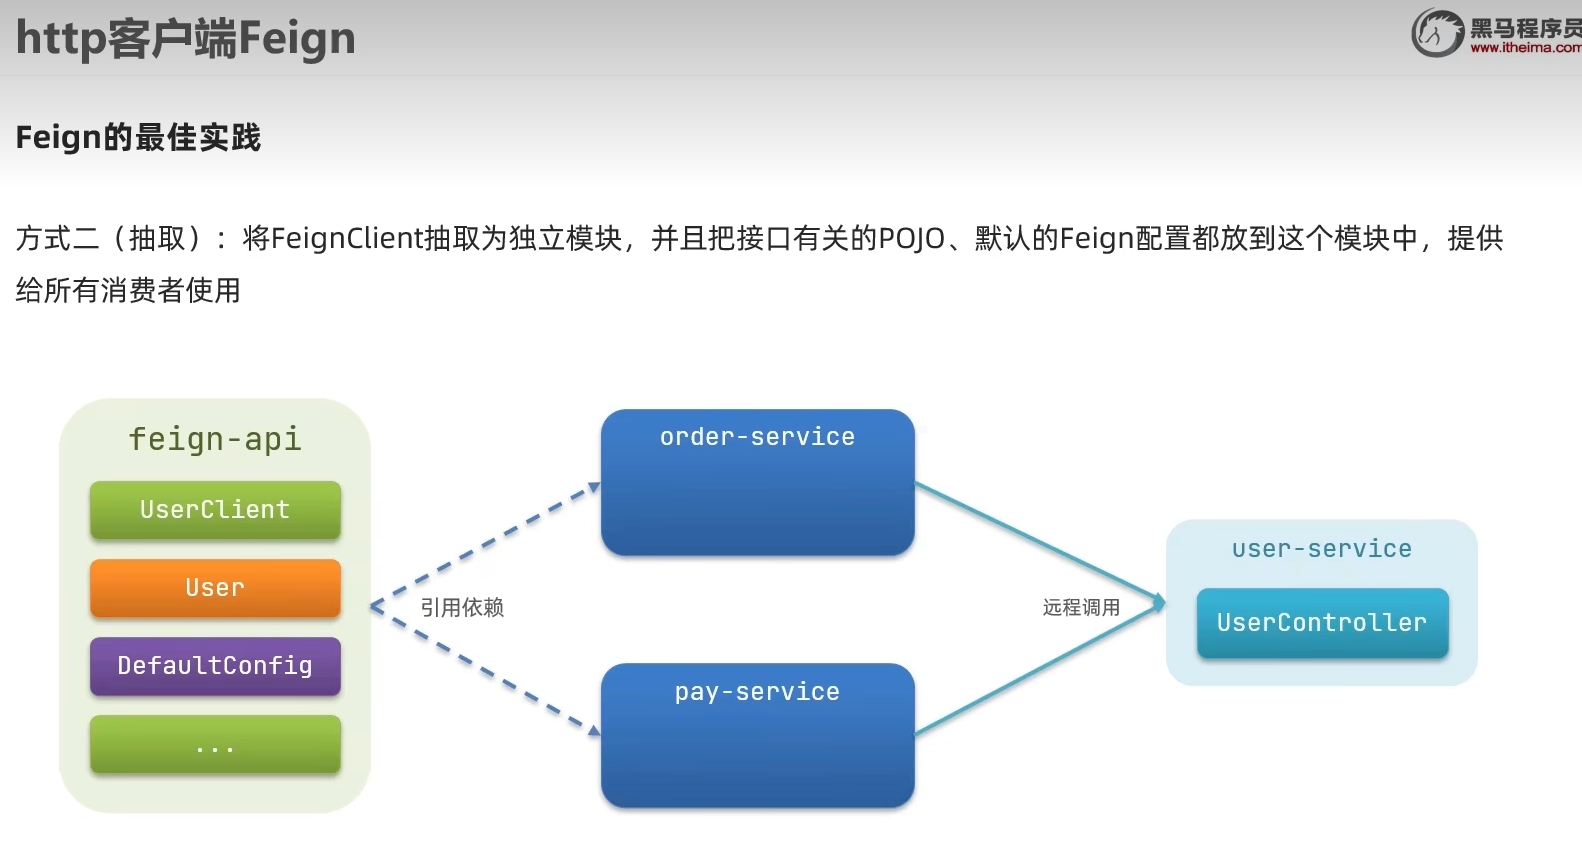 http客户端Feign
黑马程序员
www.itheima.com
Feign的最佳实践
方式二（抽取）：将FeignClient抽取为独立模块，并且把接口有关的POJO、默认的Feign配置都放到这个模块中，提供
给所有消费者使用
feign-api
UserClient
User
DefaultConfig
...
引用依赖
order-service
pay-service
远程调用
user-service
UserController